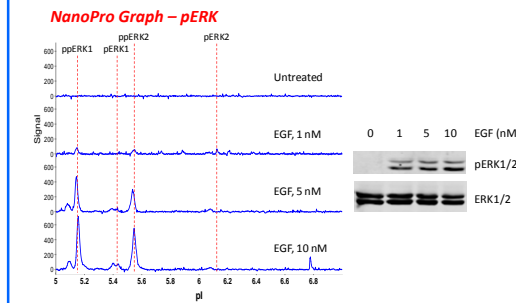 NanoPro Graph – pERK
ppERK1 pERK1 ppERK2 pERK2
600
400
200
0
Untreated
600
400
200
0
EGF, 1 nM
600
400
200
0
EGF, 5 nM
600
400
200
0
EGF, 10 nM
Signal
5 5.2 5.4 5.6 5.8 6 6.2 6.4 6.6 6.8
pI
0 1 5 10 EGF (nM
pERK1/2
ERK1/2